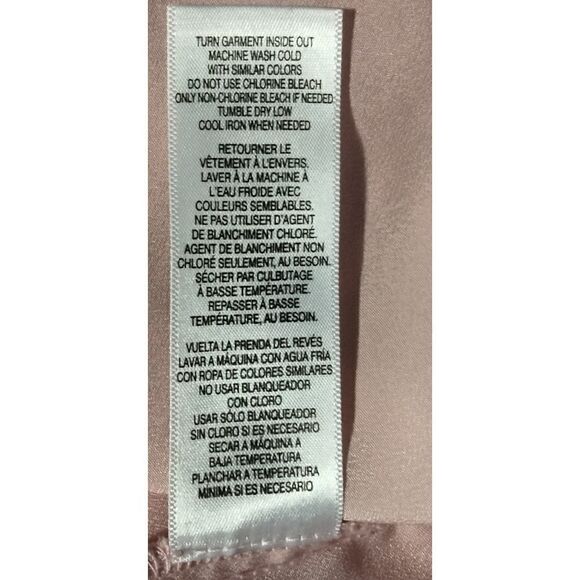 TURN GARMENT INSIDE OUT
MACHINE WASH COLD
WITH SIMILAR COLORS
DO NOT USE CHLORINE BLEACH
ONLY NON-CHLORINE BLEACH IF NEEDED
TUMBLE DRY LOW
COOL IRON WHEN NEEDED
RETOURNER LE
VÊTEMENT À L'ENVERS.
LAVER À LA MACHINE À
L'EAU FROIDE AVEC
COULEURS SEMBLABLES.
NE PAS UTILISER D'AGENT
DE BLANCHIMENT CHLORÉ.
AGENT DE BLANCHIMENT NON
CHLORÉ SEULEMENT, AU BESOIN.
SÉCHER PAR CULBUTAGE
À BASSE TEMPÉRATURE.
REPASSER À BASSE
TEMPÉRATURE, AU BESOIN.
VUELTA LA PRENDA DEL REVÉS
LAVAR A MÁQUINA CON AGUA FRÍA
CON ROPA DE COLORES SIMILARES
NO USAR BLANQUEADOR
CON CLORO
USAR SÓLO BLANQUEADOR
SIN CLORO SI ES NECESARIO
SECAR A MÁQUINA A
BAJA TEMPERATURA
PLANCHAR A TEMPERATURA
MÍNIMA SI ES NECESARIO